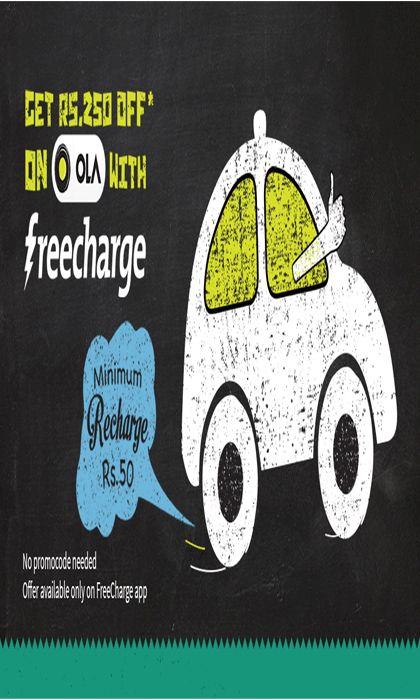 GET RS.250 OFF*
ON OLA WITH
freecharge
Minimum
Recharge
Rs.50
No promocode needed
Offer available only on FreeCharge app